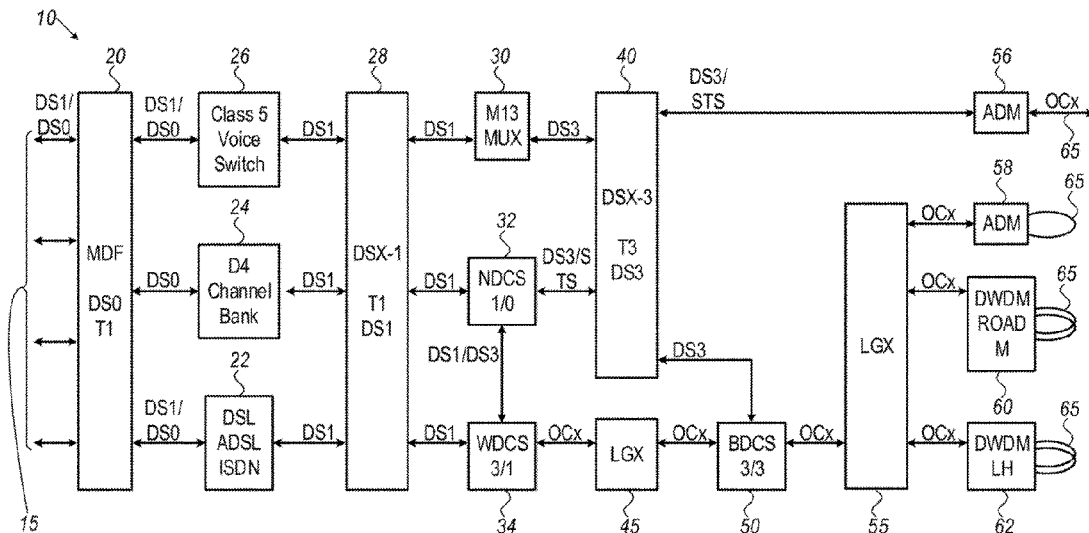 10
20
26
28
30
40
56
DS1/
DS0
DS1/
DS0
Class 5
Voice
Switch
DS1
DS1
M13
MUX
DS3
DS3/
STS
ADM
OCx
65
24
32
58
65
MDF
DS0
T1
DS0
D4
Channel
Bank
DS1
DSX-1
T1
DS1
DS1
NDCS
1/0
DS3/S
TS
DSX-3
T3
DS3
OCx
ADM
OCx
DWDM
ROAD
M
65
60
22
DS1/DS3
DS3
LGX
DS1/
DS0
DSL
ADSL
ISDN
DS1
DS1
WDCS
3/1
OCx
LGX
OCx
BDCS
3/3
OCx
OCx
DWDM
LH
65
15
34
45
50
55
62